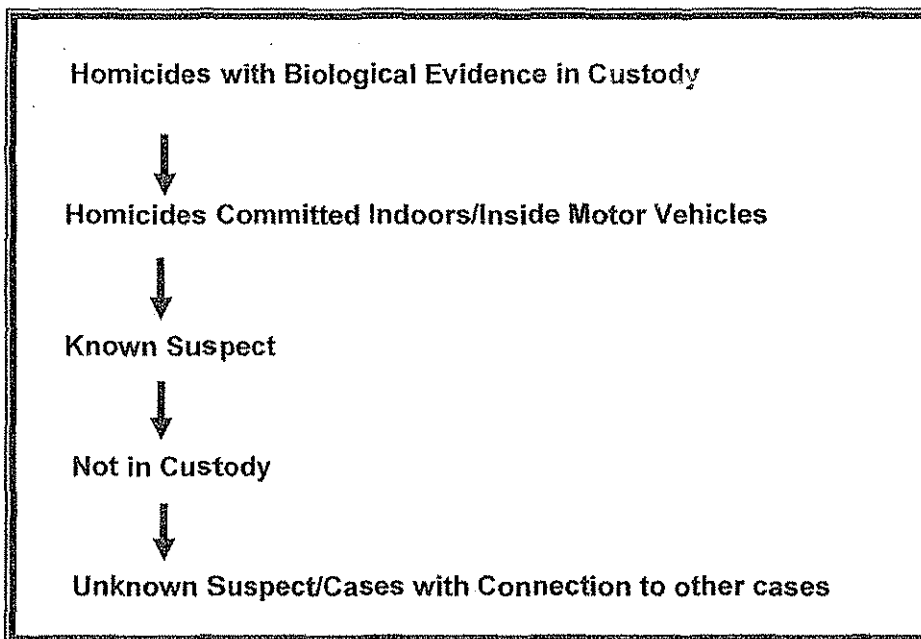 Homicides with Biological Evidence in Custody
Homicides Committed Indoors/Inside Motor Vehicles
Known Suspect
Not in Custody
Unknown Suspect/Cases with Connection to other cases